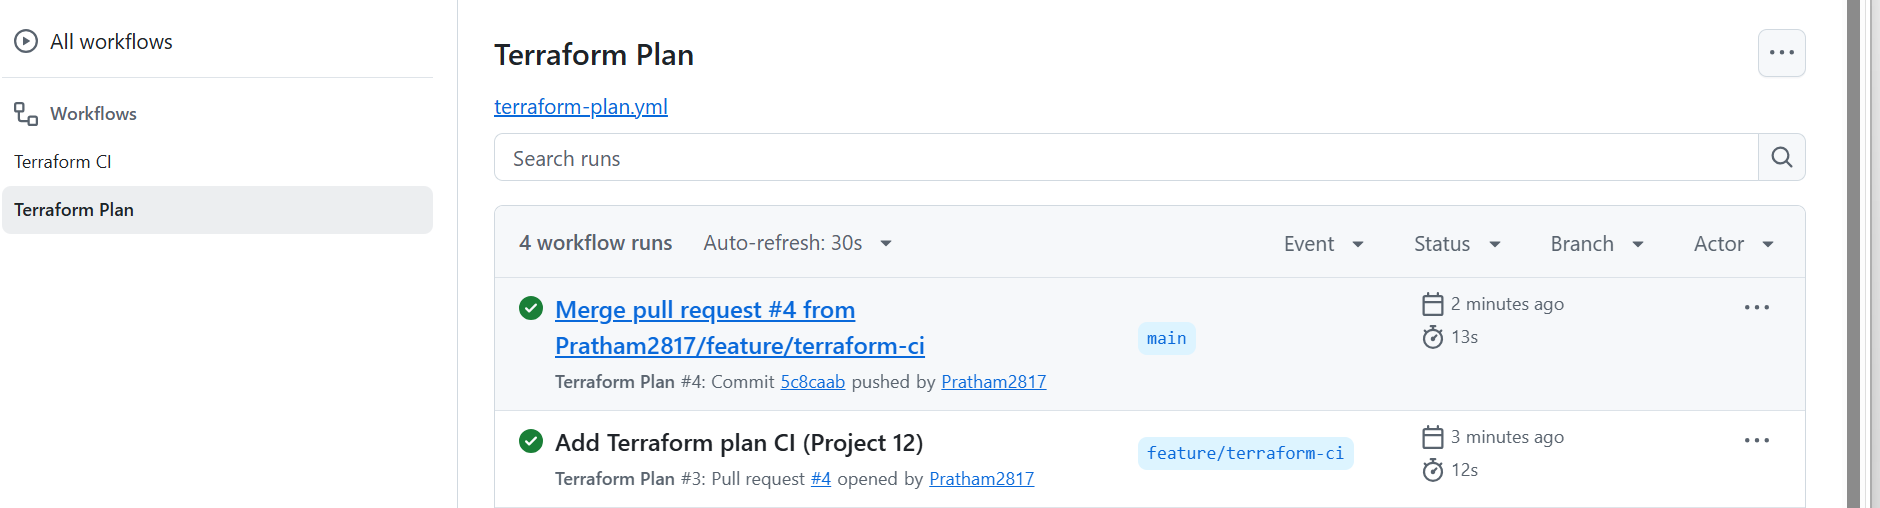 All workflows
Workflows
Terraform CI
Terraform Plan
Terraform Plan
terraform-plan.yml
Search runs
4 workflow runs Auto-refresh: 30s Event Status Branch Actor
Merge pull request #4 from
Pratham2817/feature/terraform-ci
Terraform Plan #4: Commit 5c8caab pushed by Pratham2817
main
2 minutes ago
13s
Add Terraform plan CI (Project 12)
Terraform Plan #3: Pull request #4 opened by Pratham2817
feature/terraform-ci
3 minutes ago
12s